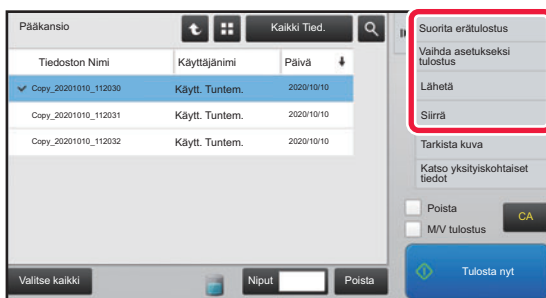 Pääkansio
Kaikki Tied.
Tiedoston Nimi
Käyttäjänimi
Päivä
Copy_20201010_112030
Käytt. Tuntem.
2020/10/10
Copy_20201010_112031
Käytt. Tuntem.
2020/10/10
Copy_20201010_112032
Käytt. Tuntem.
2020/10/10
Valitse kaikki
Niput
Poista
Suorita erätulostus
Vaihda asetukseksi
tulostus
Lähetä
Siirrä
Tarkista kuva
Katso yksityiskohtaiset
tiedot
Poista
M/V tulostus
CA
Tulosta nyt